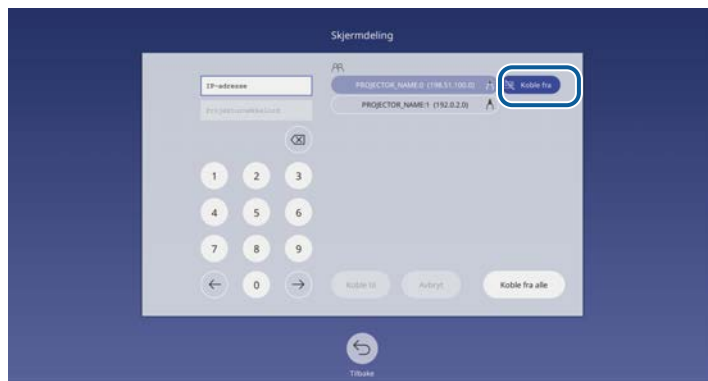 Skjermdeling
IP-adresse
Projektornøkkelord
PROJECTOR_NAME:0 (198.51.100.0)
Koble fra
PROJECTOR_NAME:1 (192.0.2.0)
1 2 3
4 5 6
7 8 9
0
Koble til
Avbryt
Koble fra alle
Tilbake